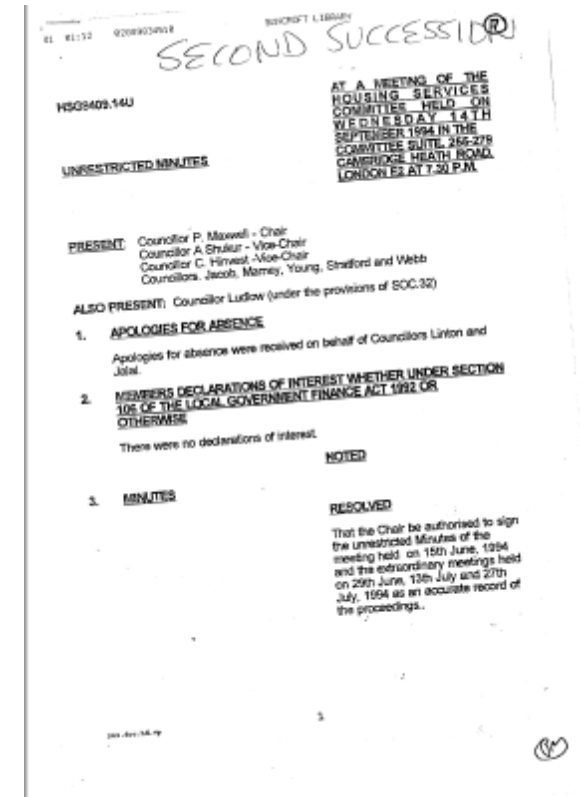 BANCROFT LIBRARY
01 01:12
SECOND SUCCESSION
HSG9409.14U
AT A MEETING OF THE
HOUSING SERVICES
COMMITTEE HELD ON
WEDNESDAY 14TH
SEPTEMBER 1994 IN THE
COMMITTEE SUITE, 255-279
CAMBRIDGE HEATH ROAD,
LONDON E2 AT 7.30 P.M.
UNRESTRICTED MINUTES
PRESENT: Councillor P. Maxwell - Chair
Councillor A Shukur - Vice-Chair
Councillor C. Hinvest -Vice-Chair
Councillors. Jacob, Mamey, Young, Stratford and Webb
ALSO PRESENT: Councillor Ludlow (under the provisions of SOC.32)
1. APOLOGIES FOR ABSENCE
Apologies for absence were received on behalf of Councillors Linton and
Jalal.
2. MEMBERS DECLARATIONS OF INTEREST WHETHER UNDER SECTION
106 OF THE LOCAL GOVERNMENT FINANCE ACT 1992 OR
OTHERWISE
There were no declarations of interest.
NOTED
3. MINUTES
RESOLVED
That the Chair be authorised to sign
the unrestricted Minutes of the
meeting held on 15th June, 1994
and the extraordinary meetings held
on 29th June, 13th July and 27th
July, 1994 as an accurate record of
the proceedings..